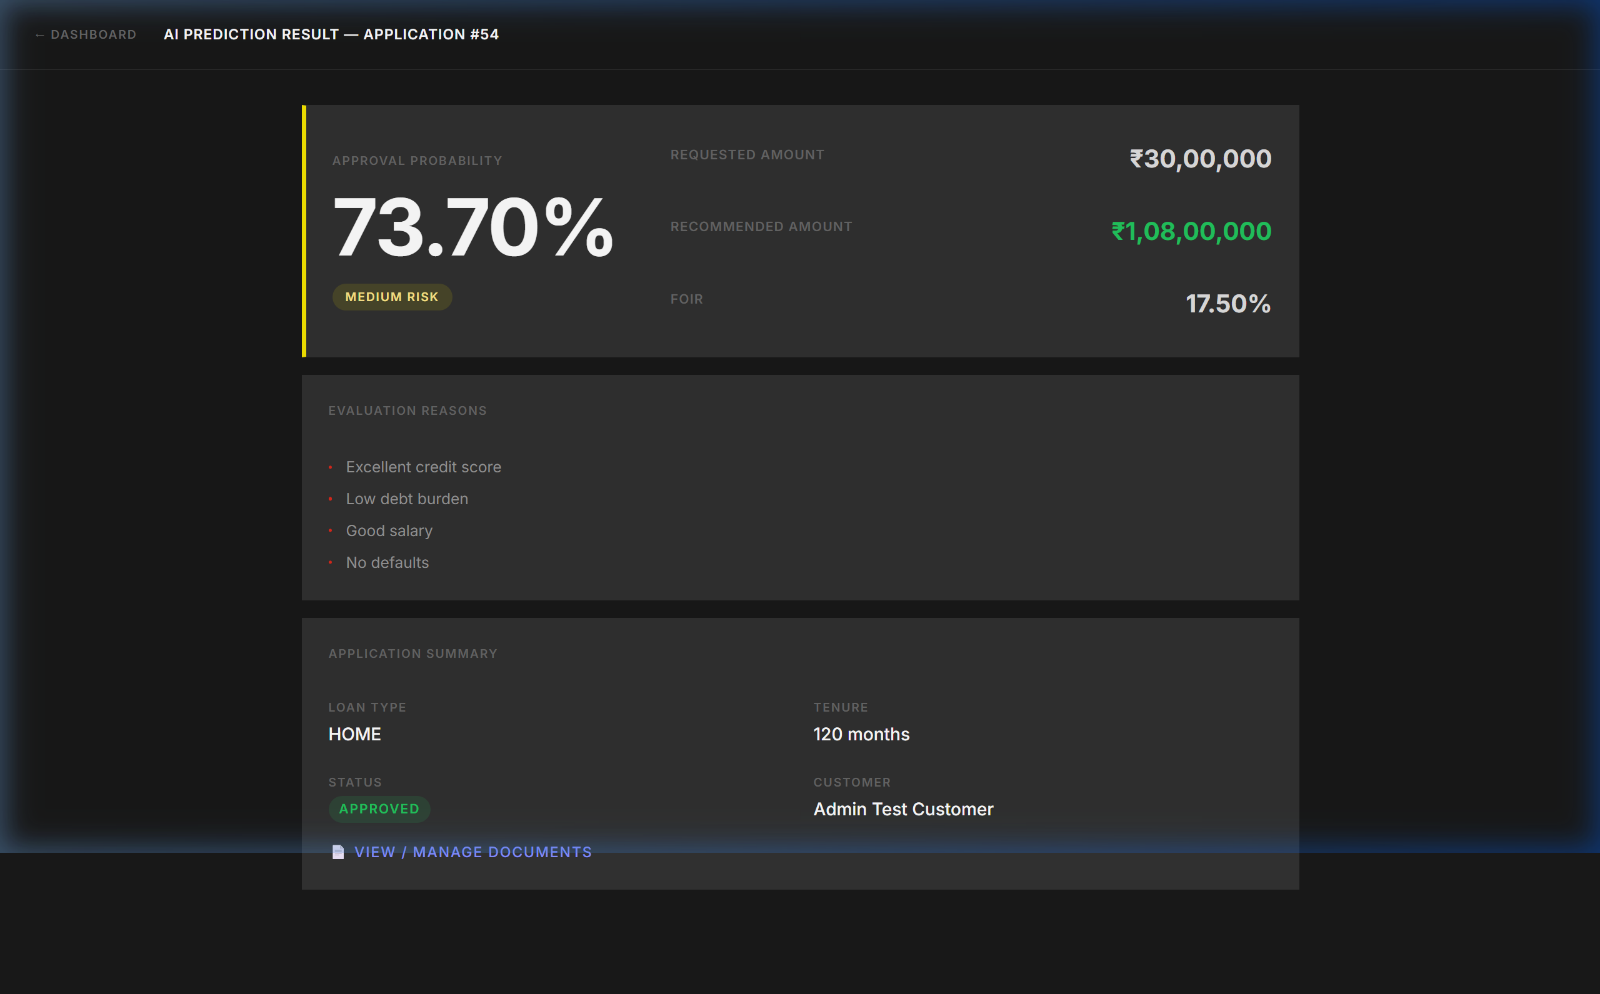 ← DASHBOARD
AI PREDICTION RESULT — APPLICATION #54
APPROVAL PROBABILITY
73.70%
MEDIUM RISK
REQUESTED AMOUNT
₹30,00,000
RECOMMENDED AMOUNT
₹1,08,00,000
FOIR
17.50%
EVALUATION REASONS
• Excellent credit score
• Low debt burden
• Good salary
• No defaults
APPLICATION SUMMARY
LOAN TYPE
HOME
TENURE
120 months
STATUS
APPROVED
CUSTOMER
Admin Test Customer
VIEW / MANAGE DOCUMENTS